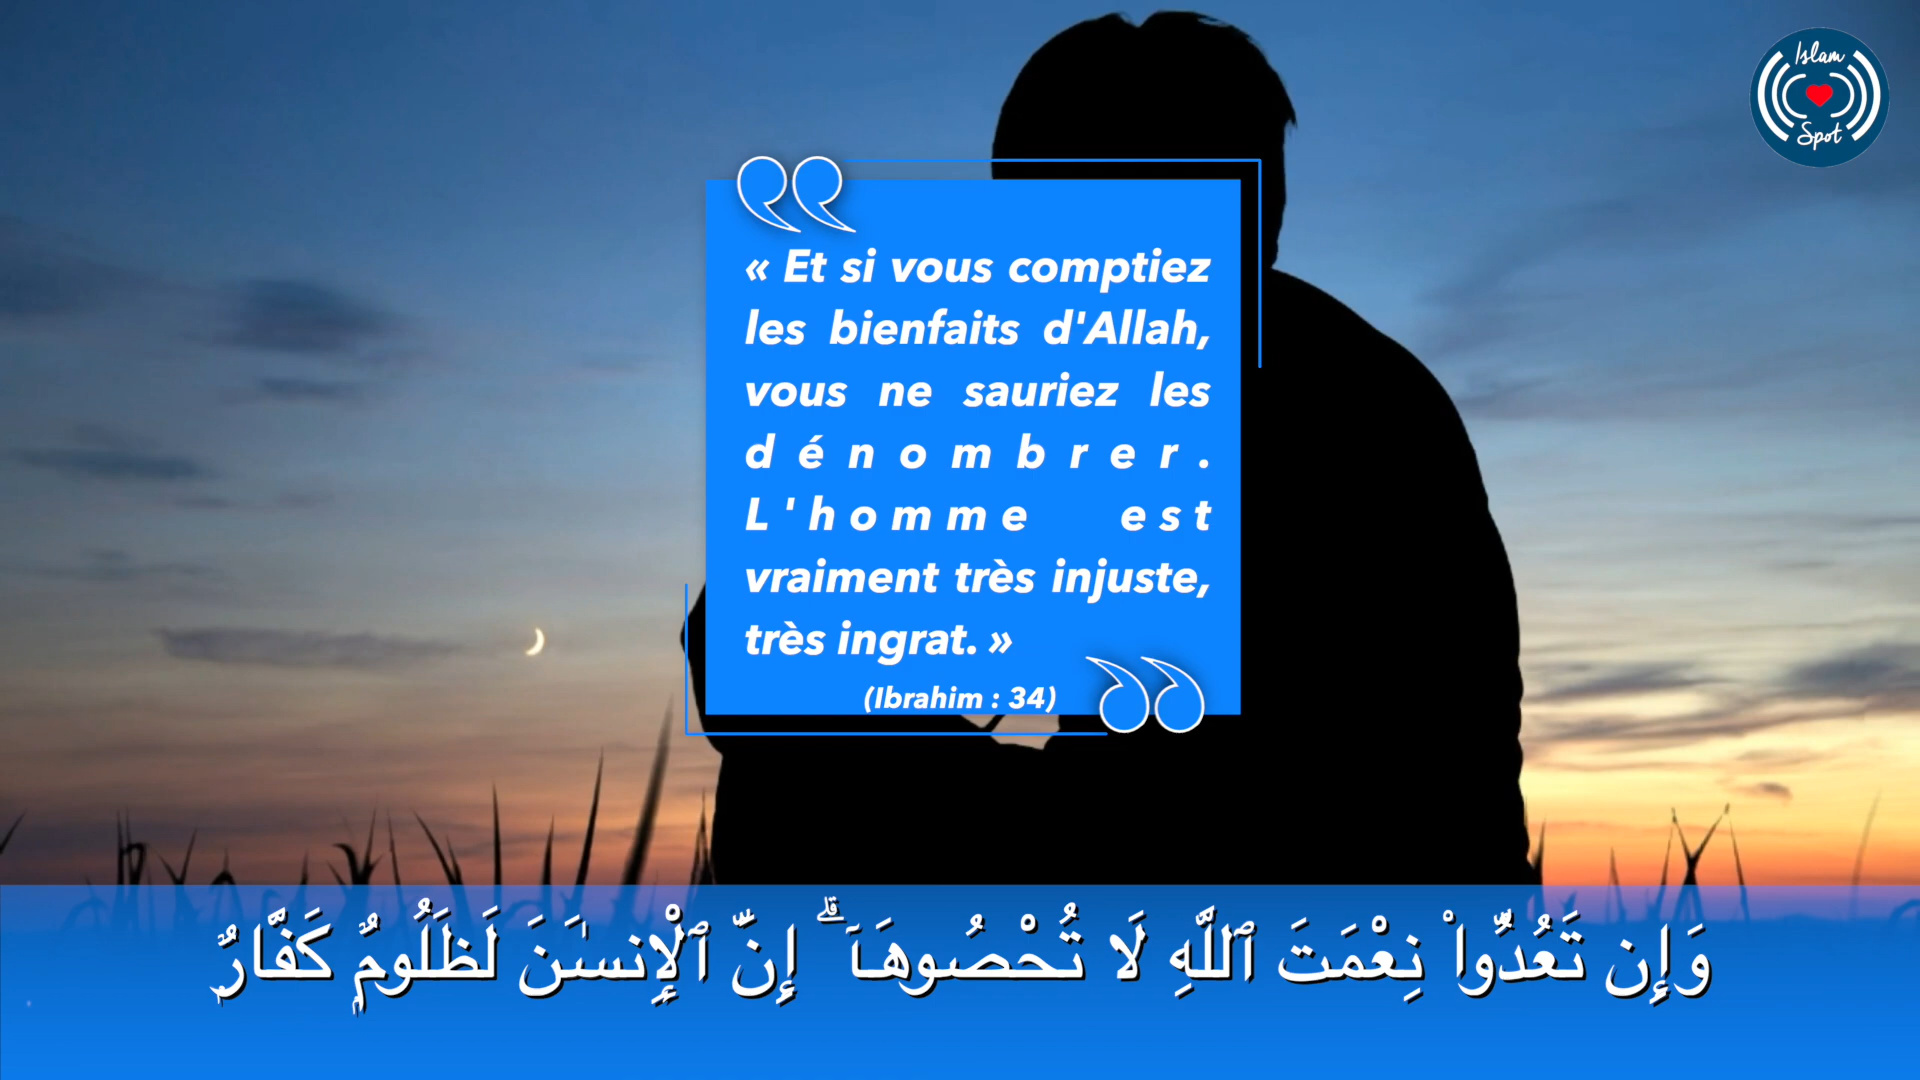 Islam
Spot
« Et si vous comptiez
les bienfaits d'Allah,
vous ne sauriez les
dénombrer.
L'homme est
vraiment très injuste,
très ingrat. »
(Ibrahim : 34)
وَإِن تَعُدُّوا۟ نِعْمَتَ ٱللَّهِ لَا تُحْصُوهَآ ۗ إِنَّ ٱلْإِنسَٰنَ لَظَلُومٌ كَفَّارٌ